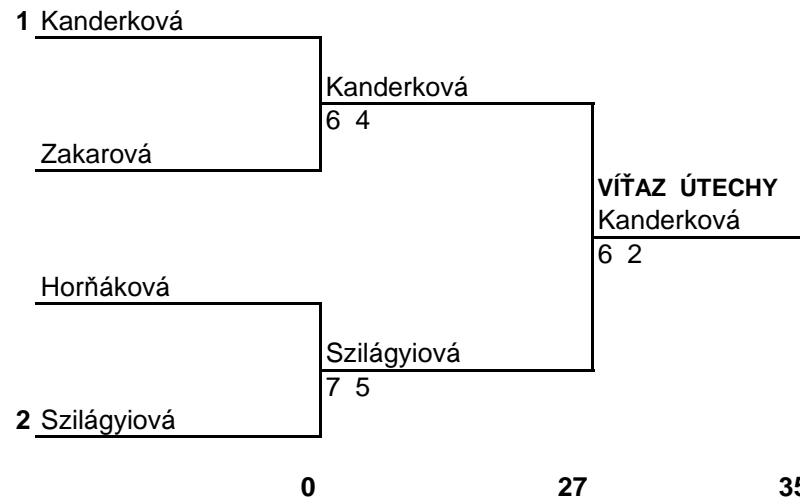 1 Kanderková
Kanderková
6 4
Zakarová
VÍŤAZ ÚTECHY
Kanderková
6 2
Horňáková
Szilágyiová
7 5
2 Szilágyiová
0 27 35